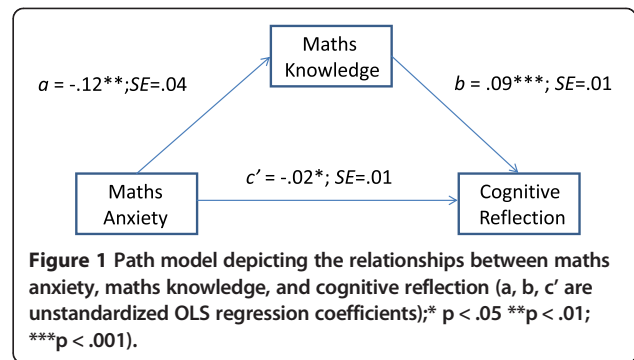 Maths
Knowledge
a = -.12**;SE=.04
b = .09***; SE=.01
c’ = -.02*; SE=.01
Maths
Anxiety
Cognitive
Reflection
Figure 1 Path model depicting the relationships between maths
anxiety, maths knowledge, and cognitive reflection (a, b, c’ are
unstandardized OLS regression coefficients);* p < .05 **p < .01;
***p < .001).